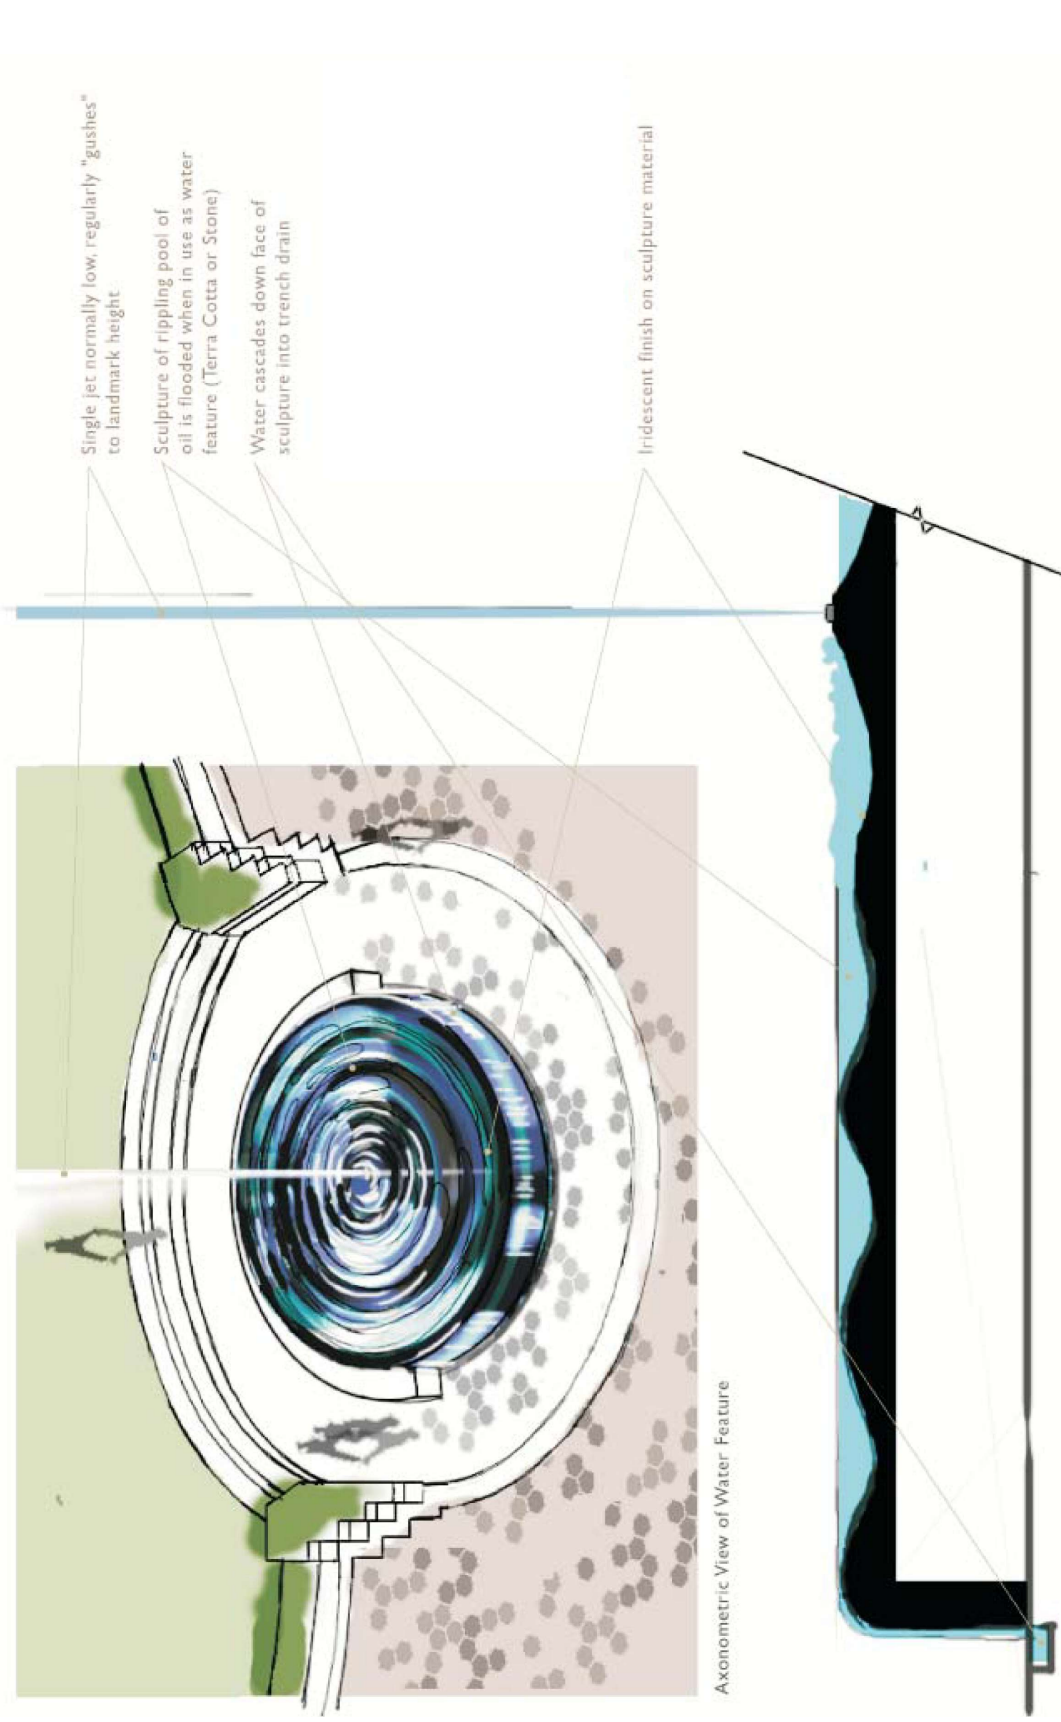 Single jet normally low, regularly "gushes"
to landmark height
Sculpture of rippling pool of
oil is flooded when in use as water
feature (Terra Cotta or Stone)
Water cascades down face of
sculpture into trench drain
Iridescent finish on sculpture material
Axonometric View of Water Feature